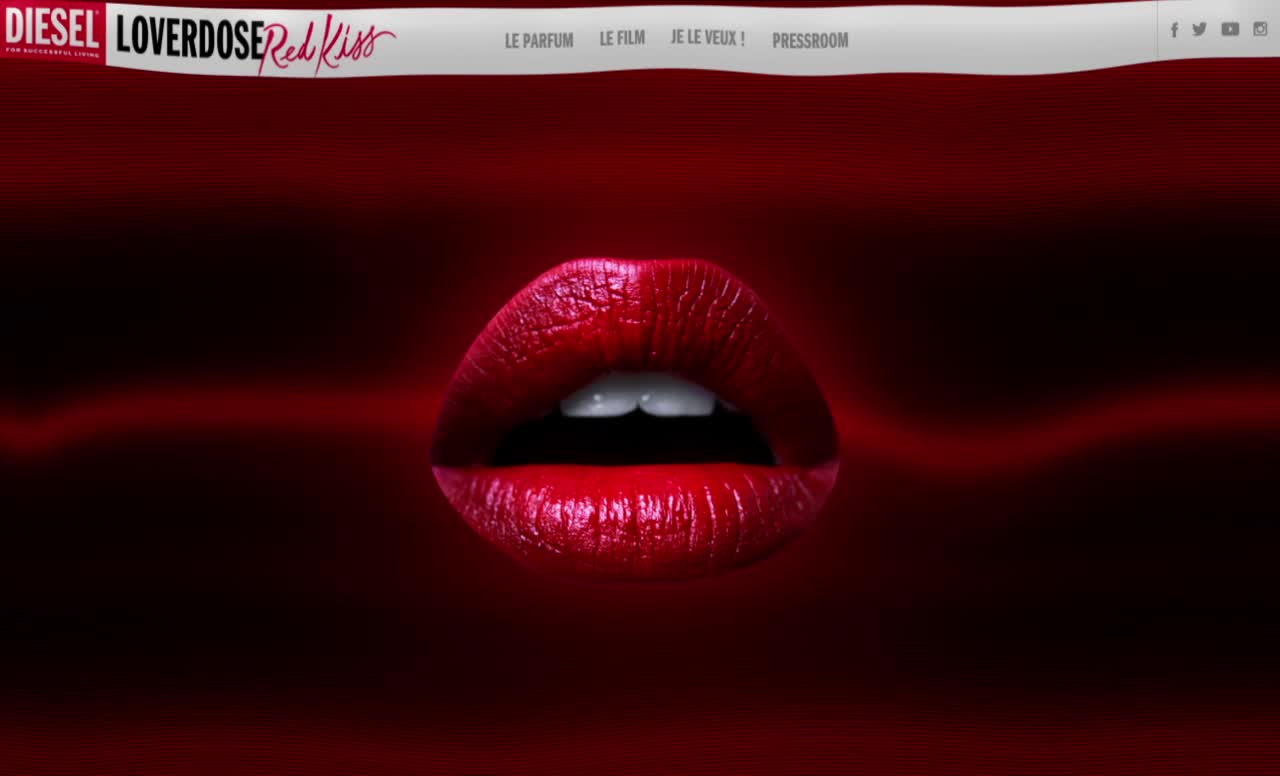 DIESEL
FOR SUCCESSFUL LIVING
LOVERDOSE Red Kiss
LE PARFUM
LE FILM
JE LE VEUX !
PRESSROOM